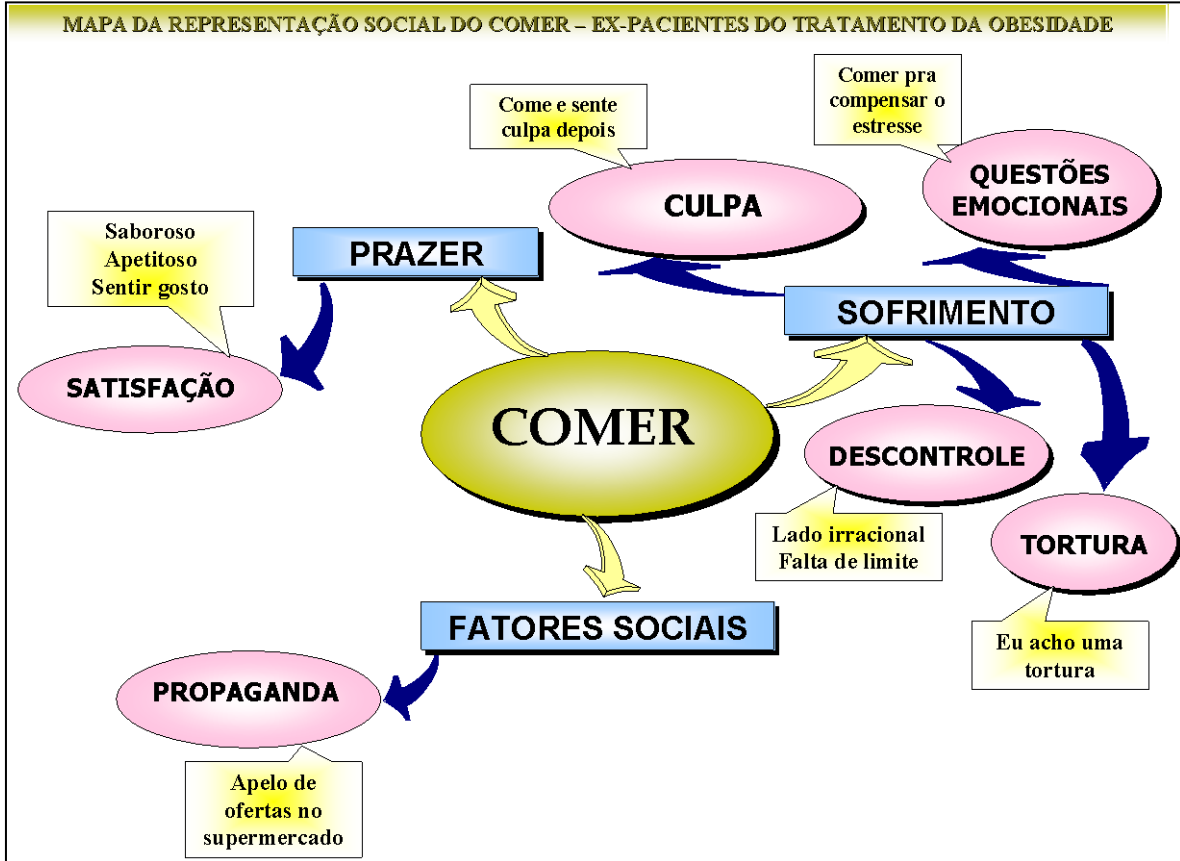 MAPA DA REPRESENTAÇÃO SOCIAL DO COMER – EX-PACIENTES DO TRATAMENTO DA OBESIDADE
Comer pra
compensar o
estresse
Come e sente
culpa depois
QUESTÕES
EMOCIONAIS
CULPA
Saboroso
Apetitoso
Sentir gosto
PRAZER
SOFRIMENTO
SATISFAÇÃO
COMER
DESCONTROLE
Lado irracional
Falta de limite
TORTURA
FATORES SOCIAIS
Eu acho uma
tortura
PROPAGANDA
Apelo de
ofertas no
supermercado